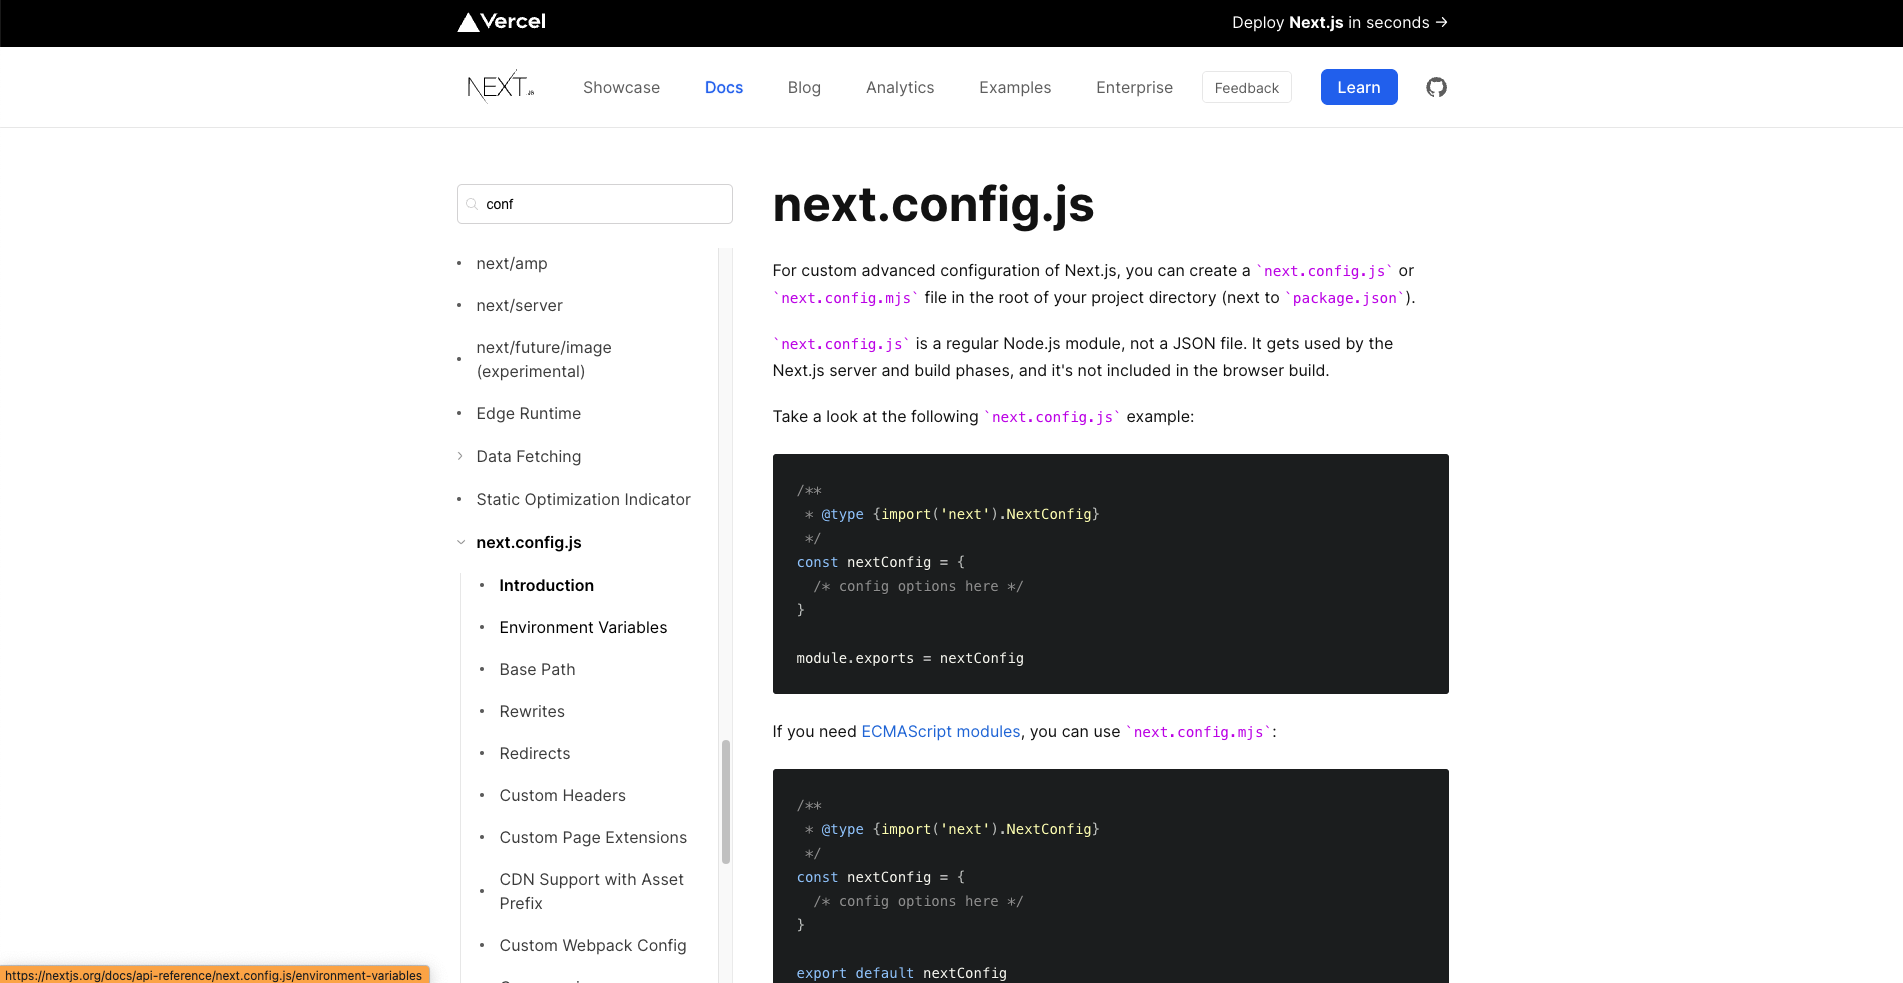 Vercel
Deploy Next.js in seconds →
NEXT.JS
Showcase
Docs
Blog
Analytics
Examples
Enterprise
Feedback
Learn
conf
next/amp
next/server
next/future/image
(experimental)
Edge Runtime
Data Fetching
Static Optimization Indicator
next.config.js
Introduction
Environment Variables
Base Path
Rewrites
Redirects
Custom Headers
Custom Page Extensions
CDN Support with Asset
Prefix
Custom Webpack Config
https://nextjs.org/docs/api-reference/next.config.js/environment-variables
next.config.js
For custom advanced configuration of Next.js, you can create a `next.config.js` or
`next.config.mjs` file in the root of your project directory (next to `package.json`).
`next.config.js` is a regular Node.js module, not a JSON file. It gets used by the
Next.js server and build phases, and it's not included in the browser build.
Take a look at the following `next.config.js` example:
/**
 * @type {import('next').NextConfig}
 */
const nextConfig = {
  /* config options here */
}
module.exports = nextConfig
If you need ECMAScript modules, you can use `next.config.mjs`:
/**
 * @type {import('next').NextConfig}
 */
const nextConfig = {
  /* config options here */
}
export default nextConfig